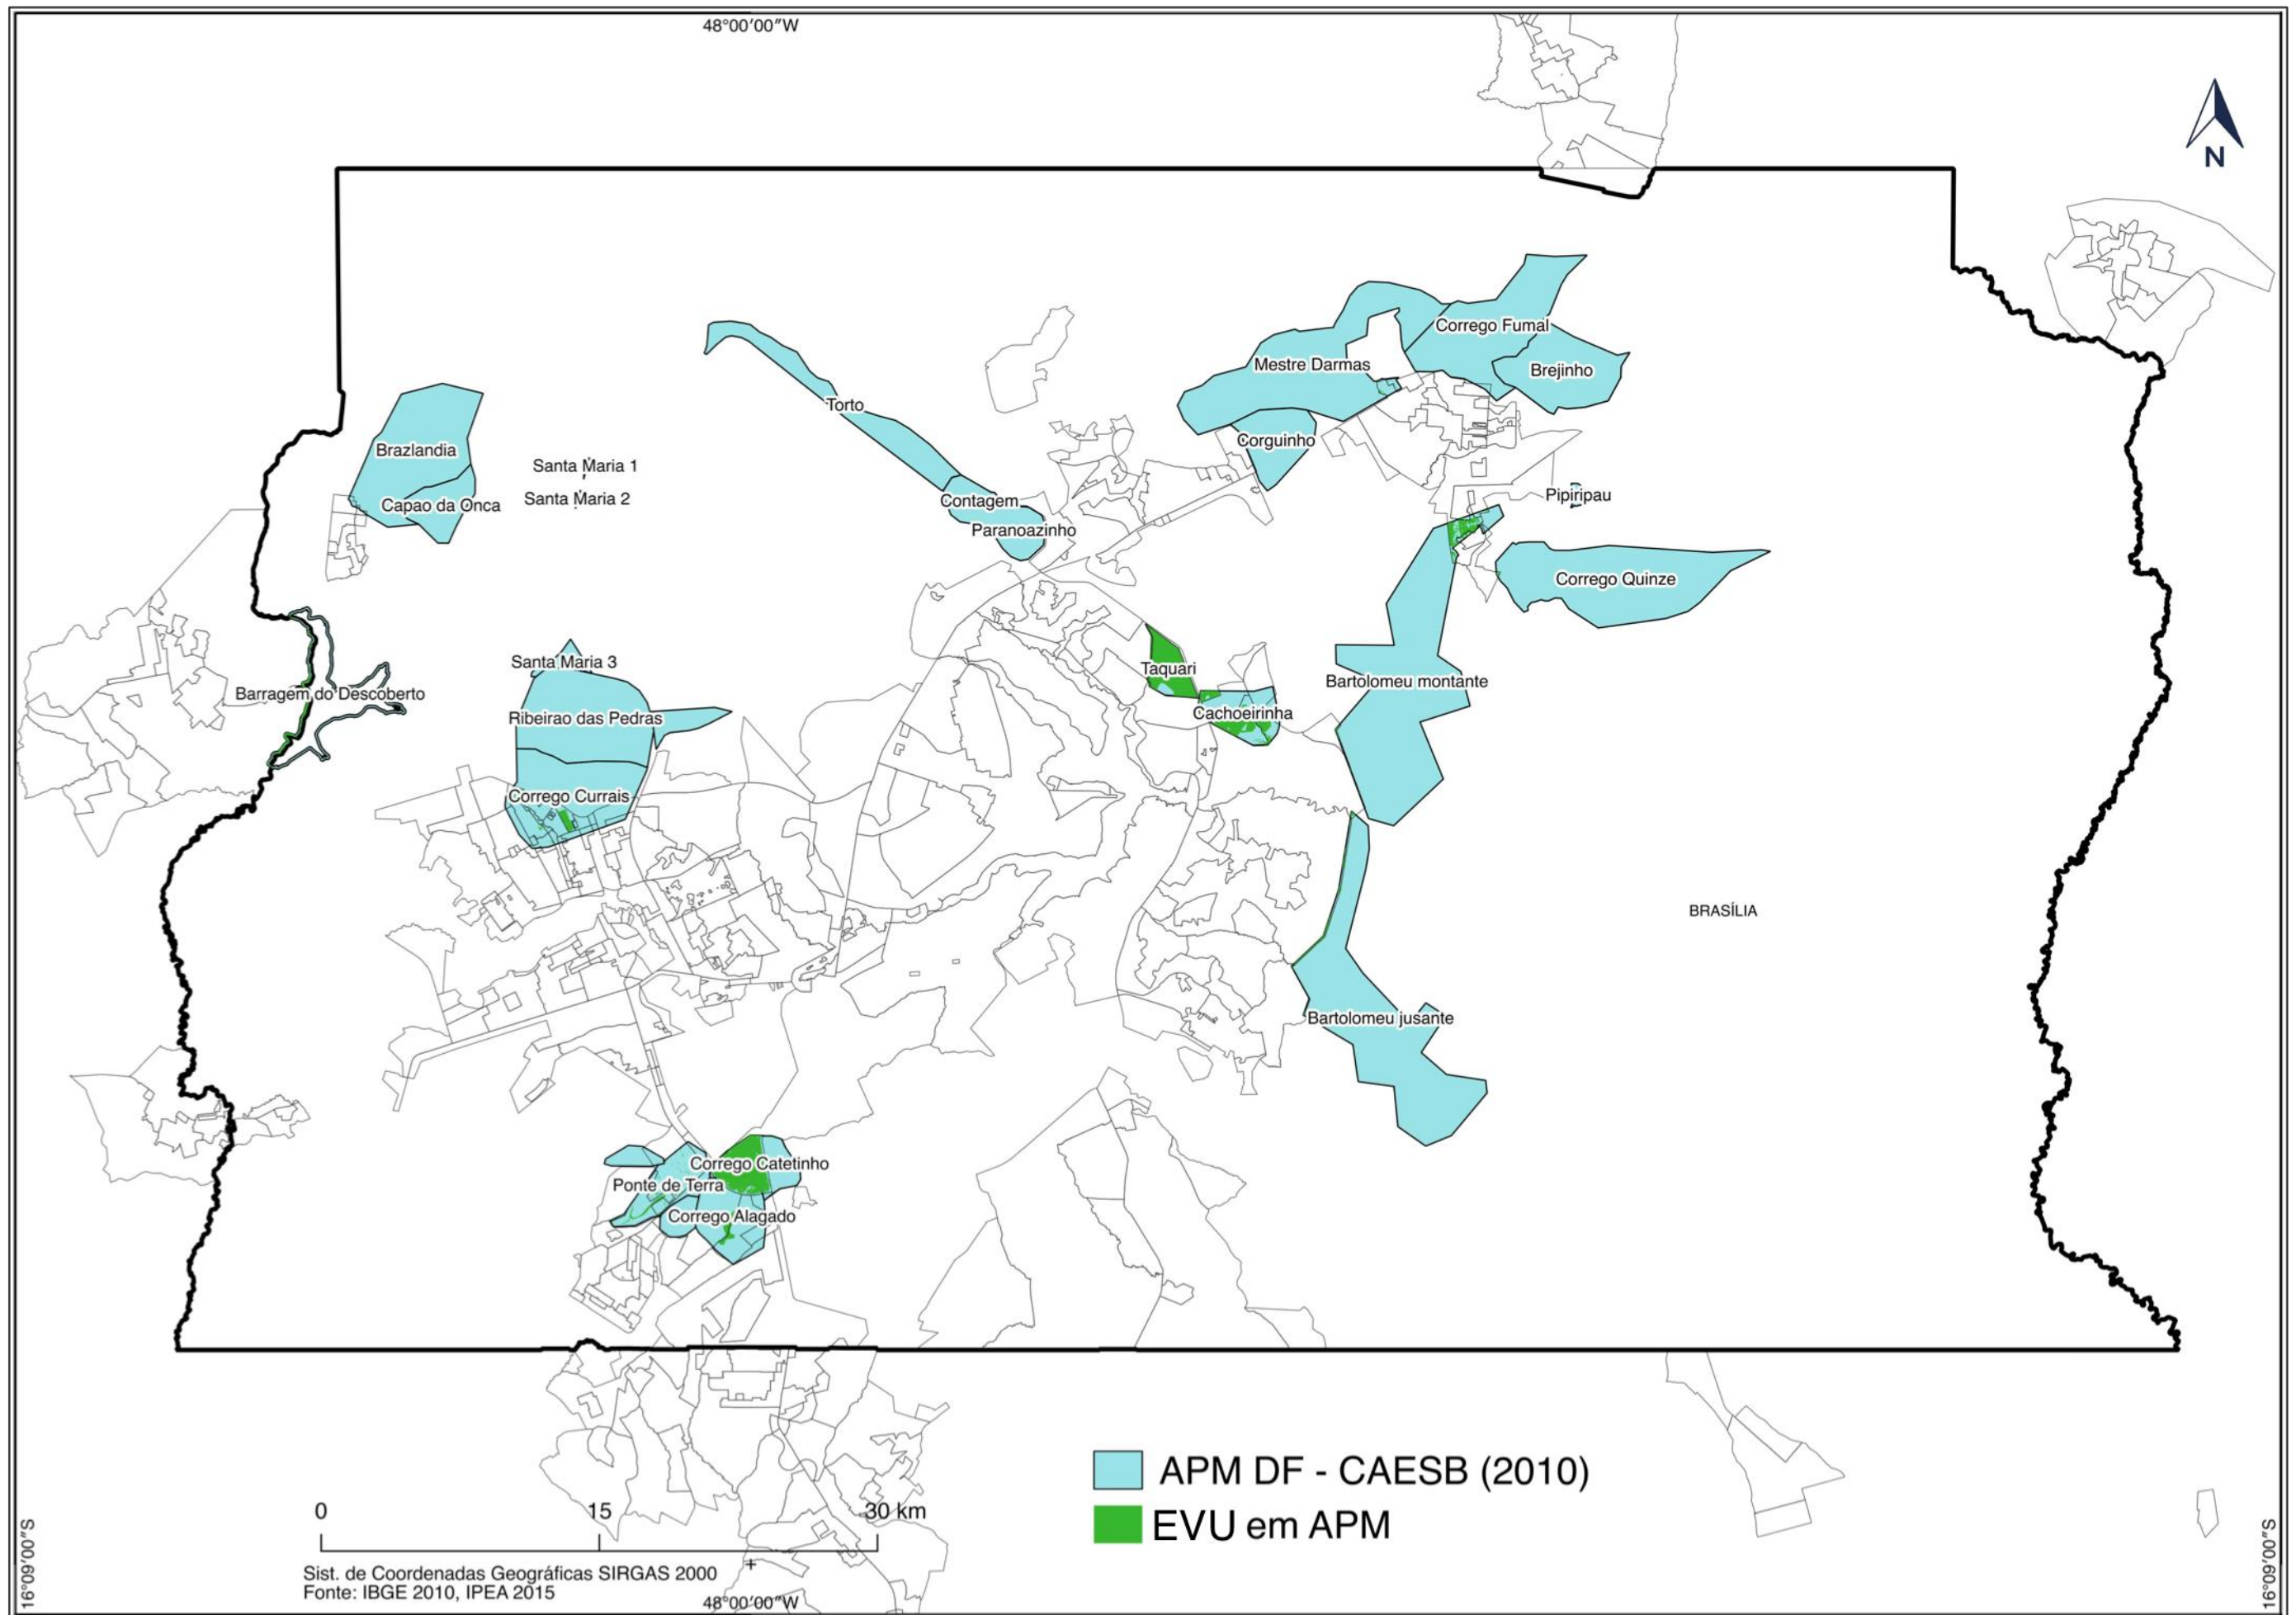 48°00'00"W
N
Corrego Fumal
Mestre Darmas
Brejinho
Torto
Corguinho
Brazlandia
Santa Maria 1
Capao da Onca
Santa Maria 2
Contagem
Pipiripau
Paranoazinho
Corrego Quinze
Santa Maria 3
Taquari
Bartolomeu montante
Barragem do Descoberto
Cachoeirinha
Ribeirao das Pedras
Corrego Currais
BRASÍLIA
Bartolomeu jusante
Corrego Catetinho
Ponte de Terra
Corrego Alagado
APM DF - CAESB (2010)
EVU em APM
0 15 30 km
Sist. de Coordenadas Geográficas SIRGAS 2000
Fonte: IBGE 2010, IPEA 2015
48°00'00"W
16°09'00"S
16°09'00"S